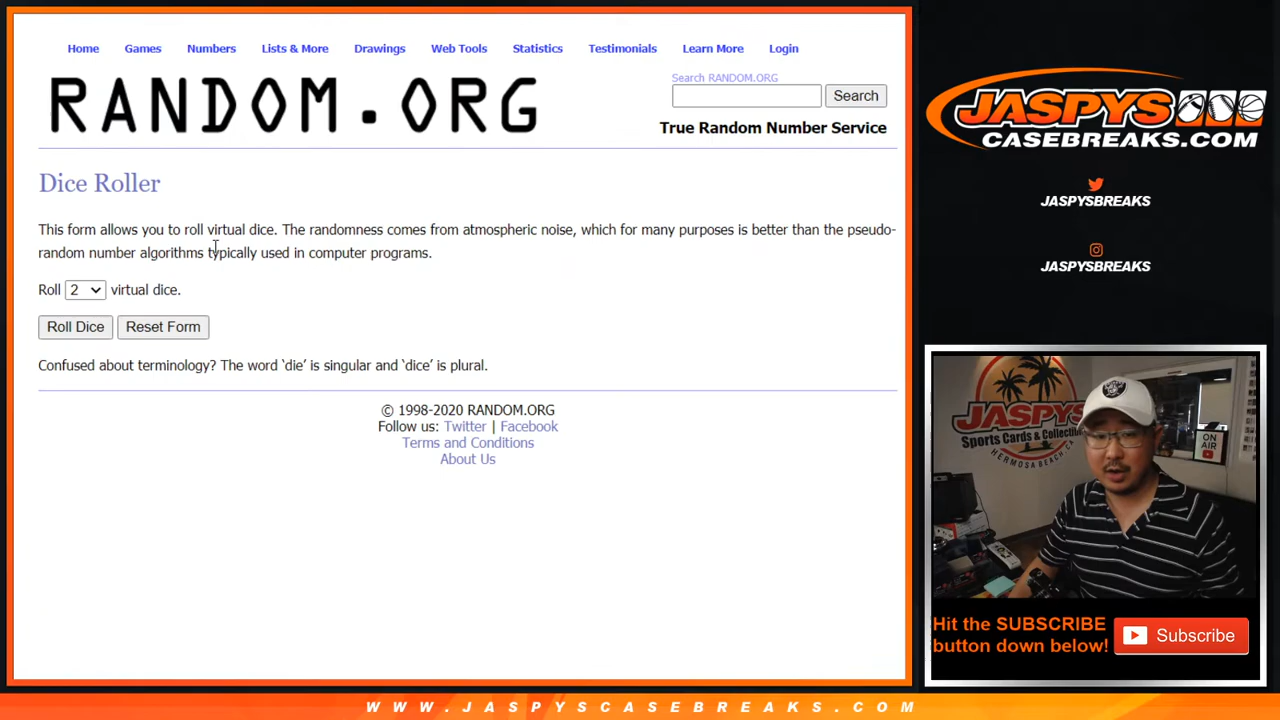 Home Games Numbers Lists & More Drawings Web Tools Statistics Testimonials Learn More Login
RANDOM.ORG
Search RANDOM.ORG
Search
True Random Number Service
Dice Roller
This form allows you to roll virtual dice. The randomness comes from atmospheric noise, which for many purposes is better than the pseudo-
random number algorithms typically used in computer programs.
Roll 2 virtual dice.
Roll Dice Reset Form
Confused about terminology? The word ‘die’ is singular and ‘dice’ is plural.
© 1998-2020 RANDOM.ORG
Follow us: Twitter | Facebook
Terms and Conditions
About Us
JASPYS
CASEBREAKS.COM
JASPYSBREAKS
JASPYSBREAKS
JASPYS
Sports Cards & Collectib
HERMOSA BEACH CA
ON
AIR
Hit the SUBSCRIBE
button down below!
Subscribe
WWW.JASPYSCASEBREAKS.COM